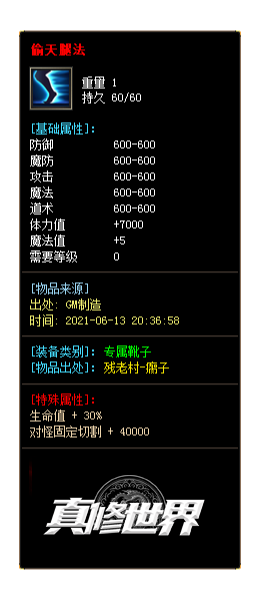 偷天腿法
重量 1
持久 60/60
[基础属性]:
防御 600-600
魔防 600-600
攻击 600-600
魔法 600-600
道术 600-600
体力值 +7000
魔法值 +5
需要等级 0
[物品来源]
出处: GM制造
时间: 2021-06-13 20:36:58
[装备类别]: 专属靴子
[物品出处]: 残老村-瘸子
[特殊属性]:
生命值 + 30%
对怪固定切割 + 40000
真修世界